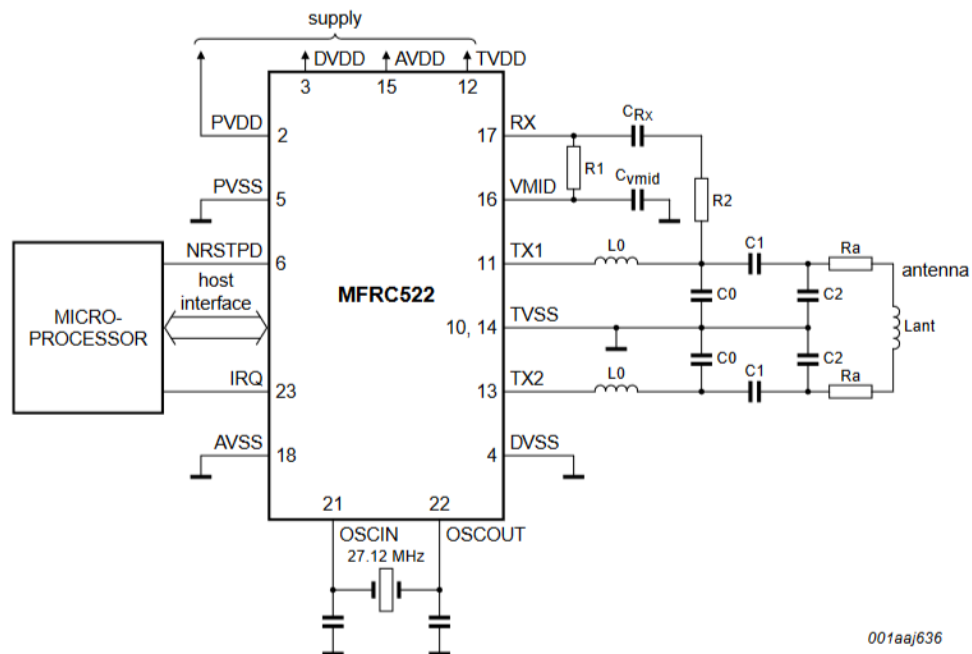 supply
DVDD
AVDD
TVDD
3
15
12
PVDD
2
17
RX
CRx
R1
PVSS
5
16
VMID
Cvmid
R2
NRSTPD
6
11
TX1
L0
C1
Ra
antenna
host
interface
MFRC522
C0
C2
MICRO-
PROCESSOR
10, 14
TVSS
Lant
C0
C2
IRQ
23
13
TX2
L0
C1
Ra
AVSS
18
4
DVSS
21
22
OSCIN
OSCOUT
27.12 MHz
001aaj636